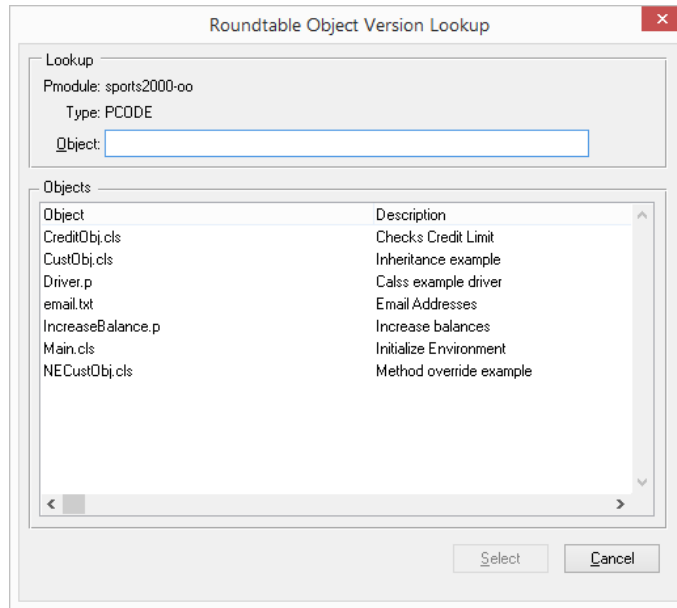 Roundtable Object Version Lookup
Lookup
Pmodule: sports2000-oo
Type: PCODE
Object:
Objects
Object Description
CreditObj.cls Checks Credit Limit
CustObj.cls Inheritance example
Driver.p Calss example driver
email.txt Email Addresses
IncreaseBalance.p Increase balances
Main.cls Initialize Environment
NECustObj.cls Method override example
Select Cancel